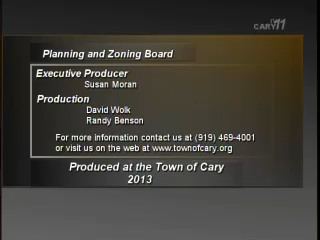 CARY 11
Planning and Zoning Board
Executive Producer
Susan Moran
Production
David Wolk
Randy Benson
For more information contact us at (919) 469-4001
or visit us on the web at www.townofcary.org
Produced at the Town of Cary
2013